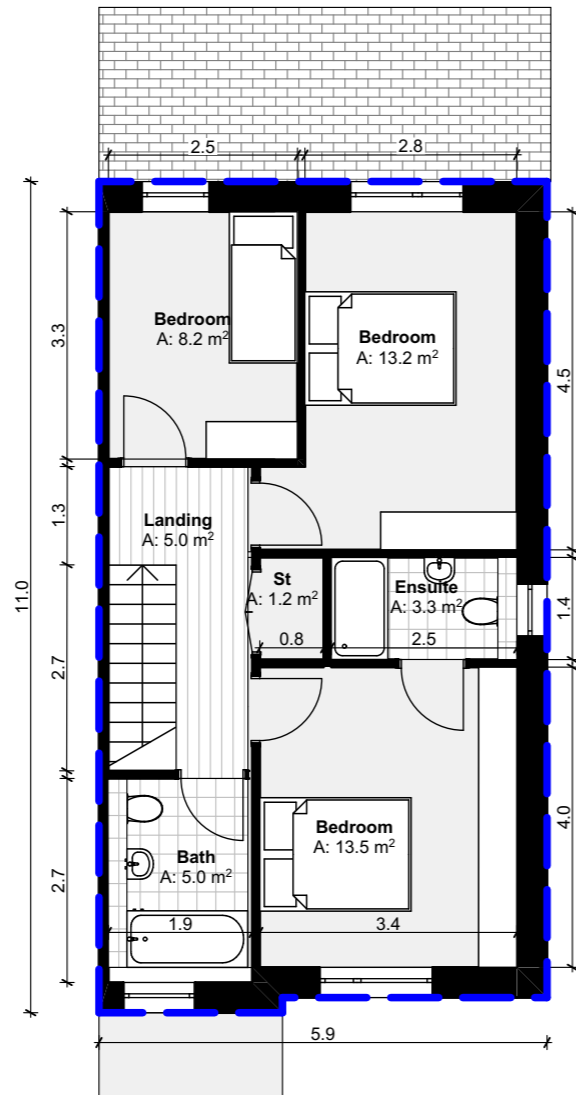 2.5
2.8
3.3
Bedroom
A: 8.2 m²
Bedroom
A: 13.2 m²
4.5
1.3
Landing
A: 5.0 m²
11.0
St
A: 1.2 m²
Ensuite
A: 3.3 m²
1.4
0.8
2.5
2.7
Bedroom
A: 13.5 m²
4.0
Bath
A: 5.0 m²
2.7
1.9
3.4
5.9